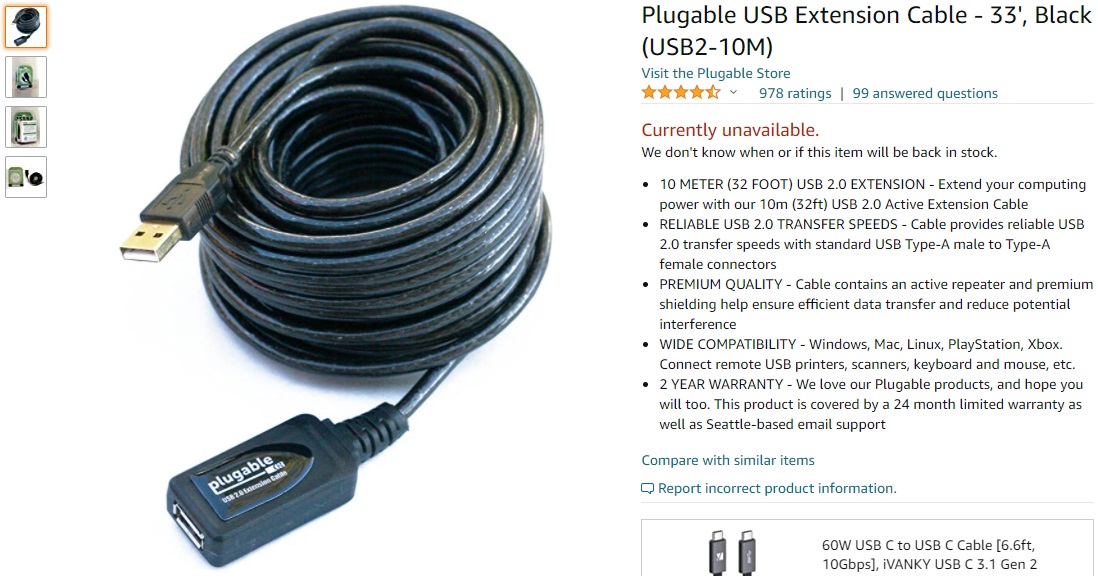 Plugable USB Extension Cable - 33', Black
(USB2-10M)
Visit the Plugable Store
978 ratings | 99 answered questions
Currently unavailable.
We don't know when or if this item will be back in stock.
• 10 METER (32 FOOT) USB 2.0 EXTENSION - Extend your computing
power with our 10m (32ft) USB 2.0 Active Extension Cable
• RELIABLE USB 2.0 TRANSFER SPEEDS - Cable provides reliable USB
2.0 transfer speeds with standard USB Type-A male to Type-A
female connectors
• PREMIUM QUALITY - Cable contains an active repeater and premium
shielding help ensure efficient data transfer and reduce potential
interference
• WIDE COMPATIBILITY - Windows, Mac, Linux, PlayStation, Xbox.
Connect remote USB printers, scanners, keyboard and mouse, etc.
• 2 YEAR WARRANTY - We love our Plugable products, and hope you
will too. This product is covered by a 24 month limited warranty as
well as Seattle-based email support
Compare with similar items
Report incorrect product information.
60W USB C to USB C Cable [6.6ft,
10Gbps], iVANKY USB C 3.1 Gen 2
plugable
USB 2.0 Extension Cable